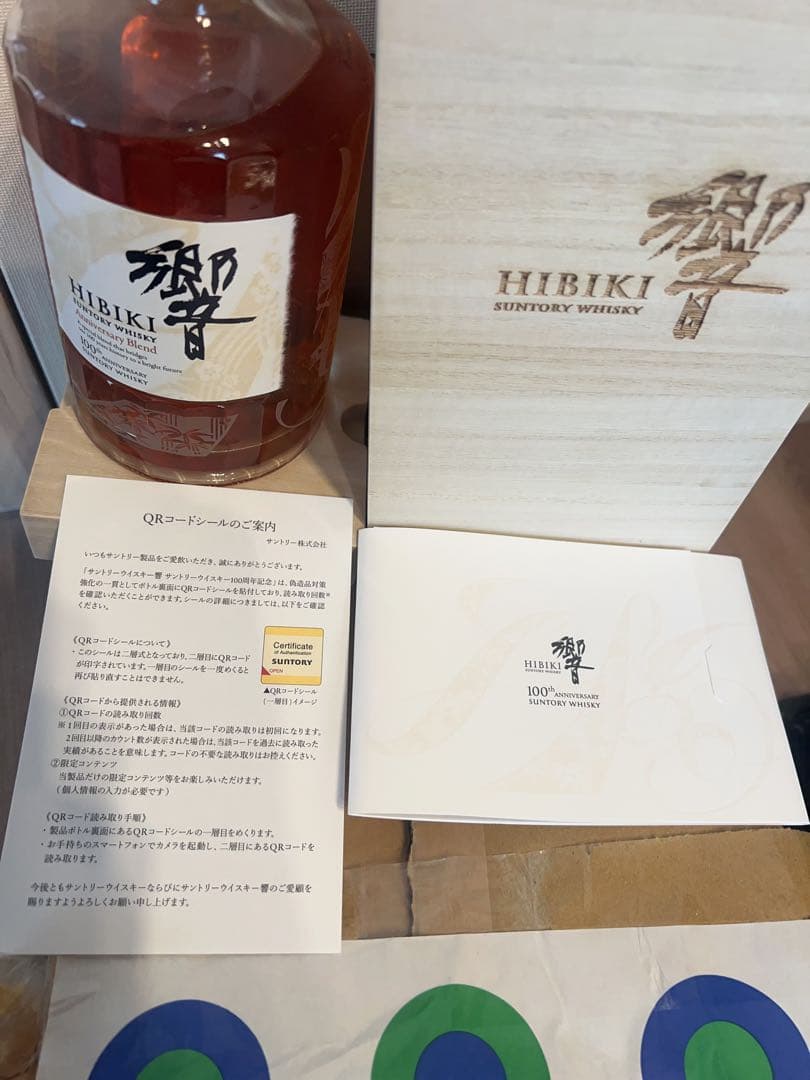 響
HIBIKI
SUNTORY WHISKY
Anniversary Blend
100th ANNIVERSARY
SUNTORY WHISKY
響
HIBIKI
SUNTORY WHISKY
QRコードシールのご案内
サントリー株式会社
いつもサントリー製品をご愛飲いただき、誠にありがとうございます。
「サントリーウイスキー響 サントリーウイスキー100周年記念」は、偽造品対策
強化の一貫としてボトル裏面にQRコードシールを貼付しており、読み取り回数※
を確認いただくことができます。シールの詳細につきましては、以下をご確認
ください。
《QRコードシールについて》
・このシールは二層式となっており、二層目にQRコード
が印字されています。一層目のシールを一度めくると
再び貼り直すことはできません。
Certificate
of Authentication
SUNTORY
OPEN
▲QRコードシール
(一層目)イメージ
《QRコードから提供される情報》
①QRコードの読み取り回数
※1回目の表示があった場合は、当該コードの読み取りは初回になります。
2回目以降のカウント数が表示された場合は、当該コードを過去に読み取った
実績があることを意味します。コードの不要な読み取りはお控えください。
②限定コンテンツ
当製品だけの限定コンテンツ等をお楽しみいただけます。
(個人情報の入力が必要です)
《QRコード読み取り手順》
・製品ボトル裏面にあるQRコードシールの一層目をめくります。
・お手持ちのスマートフォンでカメラを起動し、二層目にあるQRコードを
読み取ります。
今後ともサントリーウイスキーならびにサントリーウイスキー響のご愛顧を
賜りますようよろしくお願い申し上げます。
響
HIBIKI
SUNTORY WHISKY
100th ANNIVERSARY
SUNTORY WHISKY